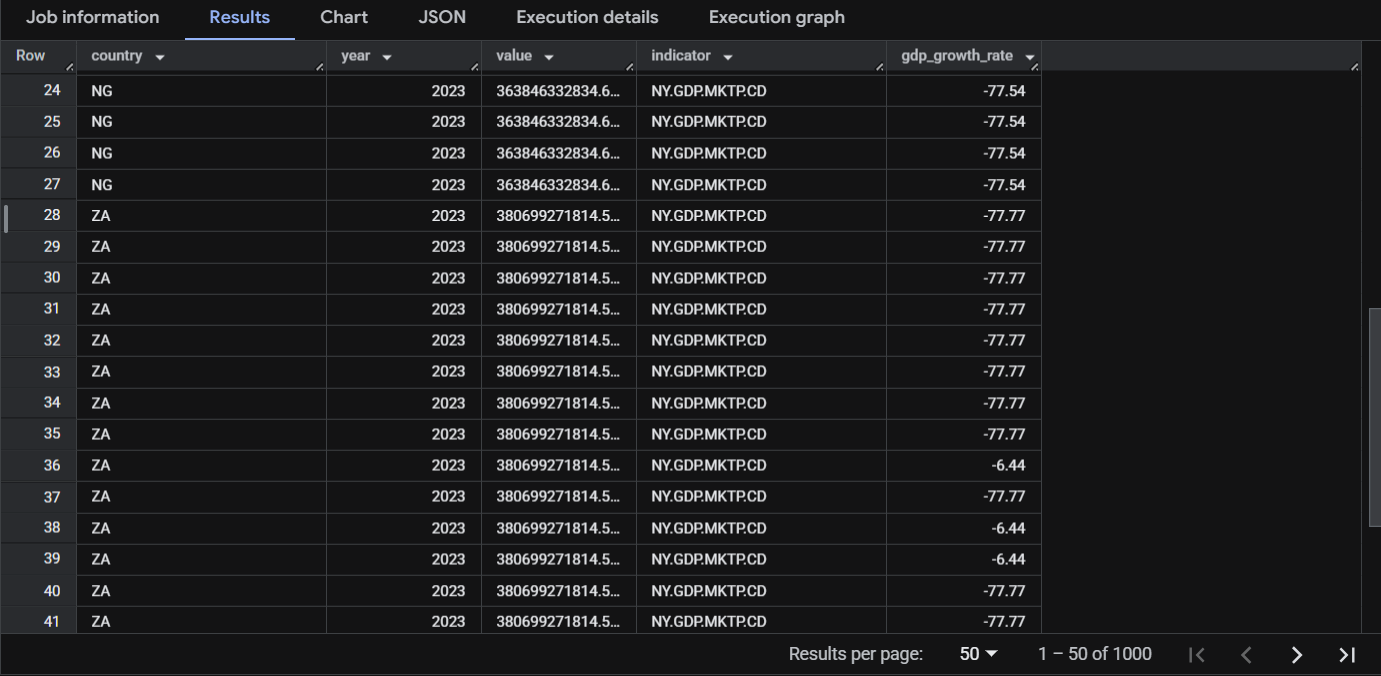 Job information Results Chart JSON Execution details Execution graph
Row country year value indicator gdp_growth_rate
24 NG 2023 363846332834.6... NY.GDP.MKTP.CD -77.54
25 NG 2023 363846332834.6... NY.GDP.MKTP.CD -77.54
26 NG 2023 363846332834.6... NY.GDP.MKTP.CD -77.54
27 NG 2023 363846332834.6... NY.GDP.MKTP.CD -77.54
28 ZA 2023 380699271814.5... NY.GDP.MKTP.CD -77.77
29 ZA 2023 380699271814.5... NY.GDP.MKTP.CD -77.77
30 ZA 2023 380699271814.5... NY.GDP.MKTP.CD -77.77
31 ZA 2023 380699271814.5... NY.GDP.MKTP.CD -77.77
32 ZA 2023 380699271814.5... NY.GDP.MKTP.CD -77.77
33 ZA 2023 380699271814.5... NY.GDP.MKTP.CD -77.77
34 ZA 2023 380699271814.5... NY.GDP.MKTP.CD -77.77
35 ZA 2023 380699271814.5... NY.GDP.MKTP.CD -77.77
36 ZA 2023 380699271814.5... NY.GDP.MKTP.CD -6.44
37 ZA 2023 380699271814.5... NY.GDP.MKTP.CD -77.77
38 ZA 2023 380699271814.5... NY.GDP.MKTP.CD -6.44
39 ZA 2023 380699271814.5... NY.GDP.MKTP.CD -6.44
40 ZA 2023 380699271814.5... NY.GDP.MKTP.CD -77.77
41 ZA 2023 380699271814.5... NY.GDP.MKTP.CD -77.77
Results per page: 50 1 – 50 of 1000